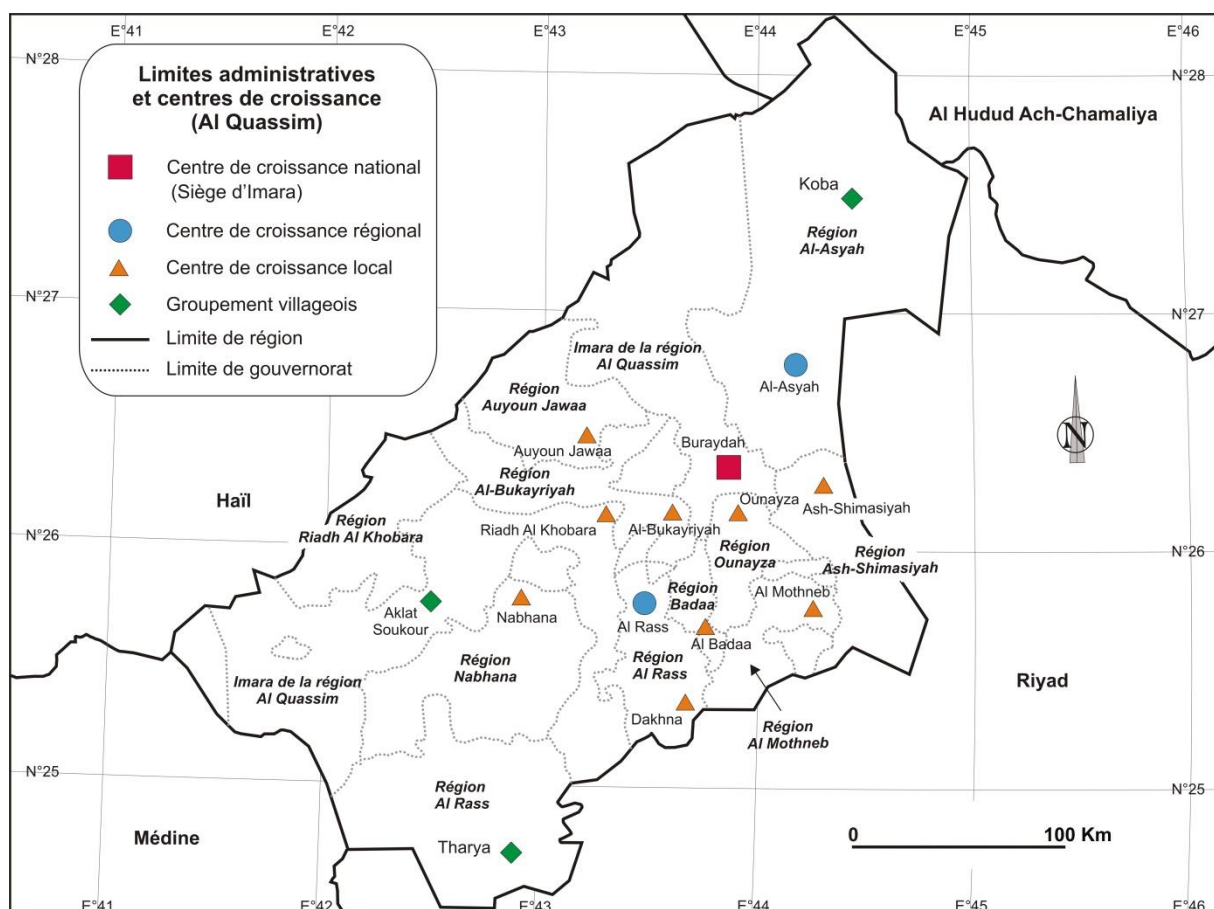 E°41
E°42
E°43
E°44
E°45
E°46
N°28
N°28
Limites administratives
et centres de croissance
(Al Quassim)
Centre de croissance national
(Siège d'Imara)
Centre de croissance régional
Centre de croissance local
Groupement villageois
Limite de région
Limite de gouvernorat
Al Hudud Ach-Chamaliya
Koba
Région
Al-Asyah
N°27
N°27
Imara de la région
Al Quassim
Al-Asyah
Région
Auyoun Jawaa
Auyoun Jawaa
Buraydah
N
Région
Al-Bukayriyah
Ounayza
Ash-Shimasiyah
Haïl
Région
Riadh Al Khobara
Riadh Al Khobara
Al-Bukayriyah
N°26
N°26
Région
Ounayza
Région
Ash-Shimasiyah
Aklat
Soukour
Nabhana
Al Rass
Région
Badaa
Al Mothneb
Al Badaa
Région
Nabhana
Région
Al Rass
Imara de la région
Al Quassim
Riyad
Dakhna
Région
Al Mothneb
N°25
N°25
Région
Al Rass
Médine
Tharya
0 100 Km
E°41
E°42
E°43
E°44
E°45
E°46